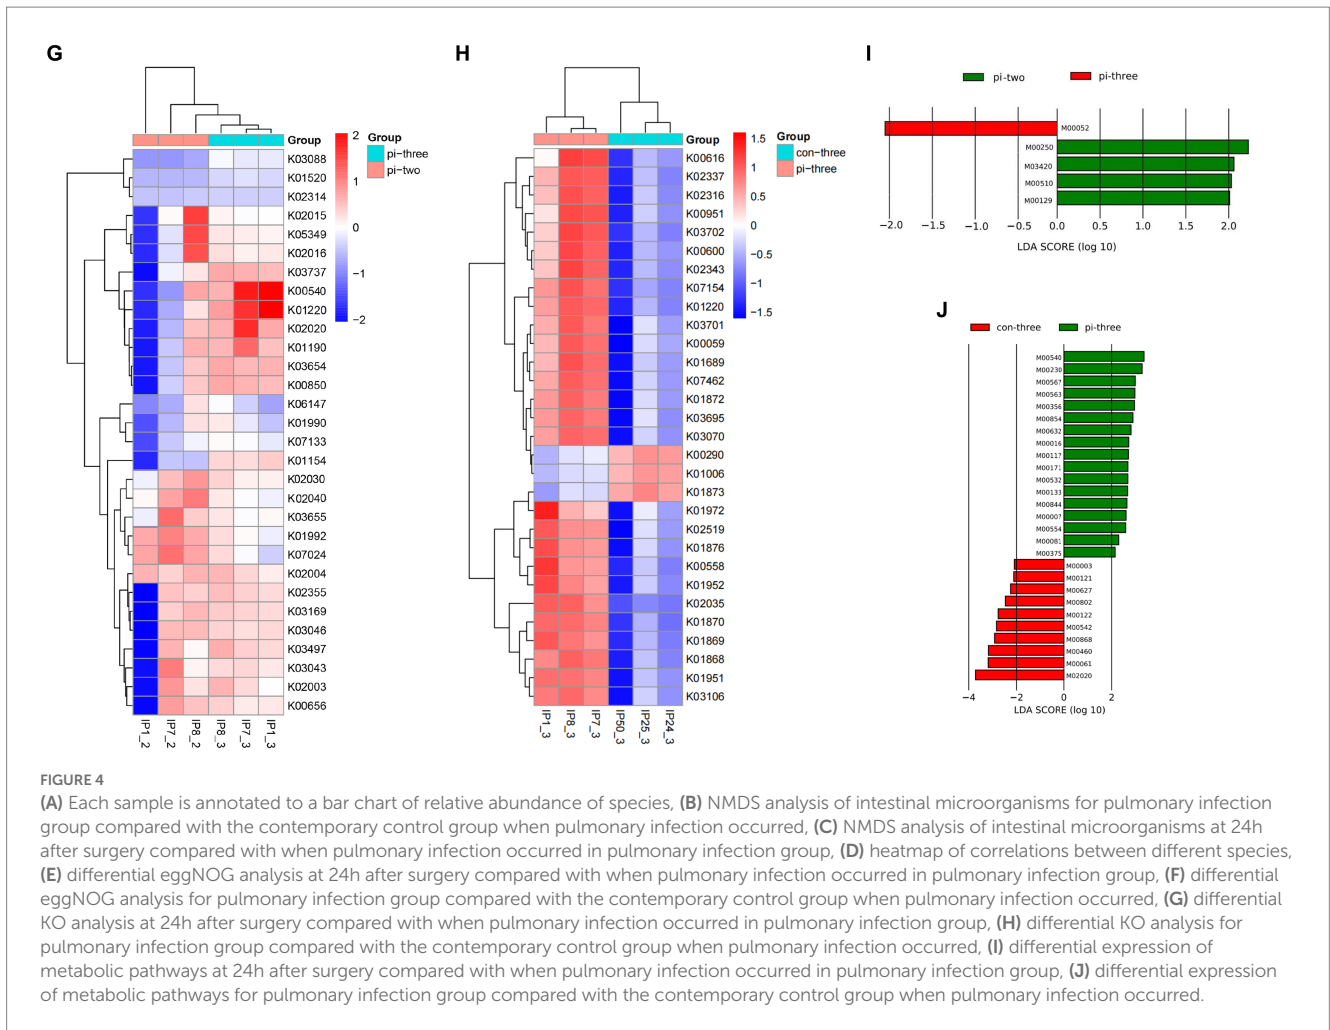 G
Group
K03088
K01520
K02314
K02015
K05349
K02016
K03737
K00540
K01220
K02020
K01190
K03654
K00850
K06147
K01990
K07133
K01154
K02030
K02040
K03655
K01992
K07024
K02004
K02355
K03169
K03046
K03497
K03043
K02003
K00656
IP1_2
IP7_2
IP8_2
IP8_3
IP7_3
IP1_3
2
1
0
−1
−2
Group
pi−three
pi−two
H
Group
K00616
K02337
K02316
K00951
K03702
K00600
K02343
K07154
K01220
K03701
K00059
K01689
K07462
K01872
K03695
K03070
K00290
K01006
K01873
K01972
K02519
K01876
K00558
K01952
K02035
K01870
K01869
K01868
K01951
K03106
IP1_3
IP8_3
IP7_3
IP50_3
IP25_3
IP24_3
1.5
1
0.5
0
−0.5
−1
−1.5
Group
con−three
pi−three
I
pi-two
pi-three
M00052
M00250
M03420
M00510
M00129
−2.0 −1.5 −1.0 −0.5 0.0 0.5 1.0 1.5 2.0
LDA SCORE (log 10)
J
con-three
pi-three
M00540
M00230
M00567
M00563
M00356
M00854
M00632
M00016
M00117
M00171
M00532
M00133
M00844
M00007
M00554
M00081
M00375
M00003
M00121
M00627
M00802
M00122
M00542
M00868
M00460
M00061
M02020
−4 −2 0 2
LDA SCORE (log 10)
FIGURE 4
(A) Each sample is annotated to a bar chart of relative abundance of species, (B) NMDS analysis of intestinal microorganisms for pulmonary infection
group compared with the contemporary control group when pulmonary infection occurred, (C) NMDS analysis of intestinal microorganisms at 24h
after surgery compared with when pulmonary infection occurred in pulmonary infection group, (D) heatmap of correlations between different species,
(E) differential eggNOG analysis at 24h after surgery compared with when pulmonary infection occurred in pulmonary infection group, (F) differential
eggNOG analysis for pulmonary infection group compared with the contemporary control group when pulmonary infection occurred, (G) differential
KO analysis at 24h after surgery compared with when pulmonary infection occurred in pulmonary infection group, (H) differential KO analysis for
pulmonary infection group compared with the contemporary control group when pulmonary infection occurred, (I) differential expression of
metabolic pathways at 24h after surgery compared with when pulmonary infection occurred in pulmonary infection group, (J) differential expression
of metabolic pathways for pulmonary infection group compared with the contemporary control group when pulmonary infection occurred.